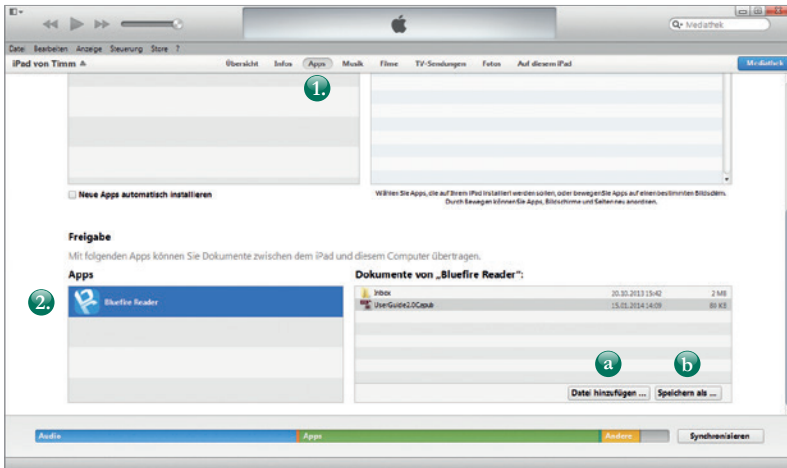 Mediathek
Datei Bearbeiten Anzeige Steuerung Store ?
iPad von Timm Übersicht Infos Apps Musik Filme TV-Sendungen Fotos Auf diesem iPad Mediathek
1.
Neue Apps automatisch installieren
Wählen Sie Apps, die auf Ihrem iPad installiert werden sollen, oder bewegen Sie Apps auf einen bestimmten Bildschirm.
Durch Bewegen können Sie Apps, Bildschirme und Seiten neu anordnen.
Freigabe
Mit folgenden Apps können Sie Dokumente zwischen dem iPad und diesem Computer übertragen.
Apps Dokumente von „Bluefire Reader":
2. Bluefire Reader
Inbox 20.10.2013 15:42 2 MB
UserGuide2.0C.epub 15.01.2014 14:09 80 KB
a b
Datei hinzufügen ... Speichern als ...
Audio Apps Andere Synchronisieren